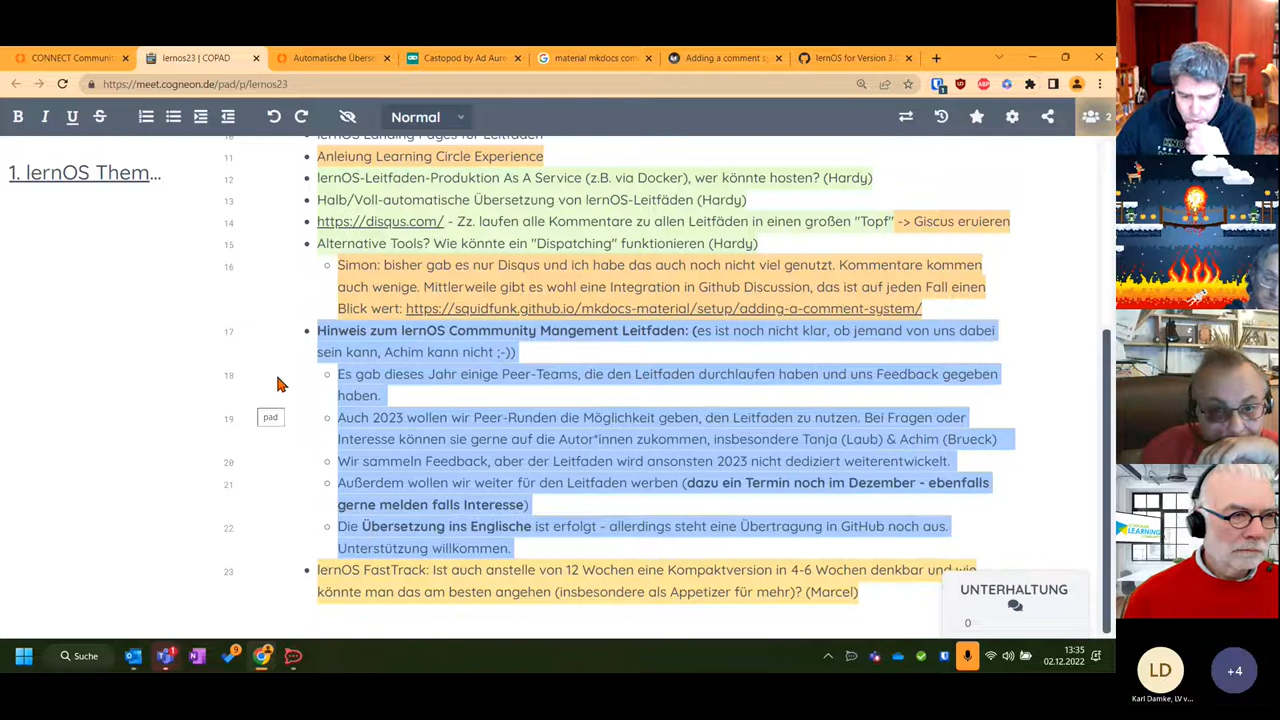 CONNECT Communi
lernos23 | COPAD
Automatische Überse
Castopod by Ad Aure
material mkdocs com
Adding a comment s
lernOS for Version 3.0
https://meet.cogneon.de/pad/p/lernos23
B I U S
Normal
2
1. lernOS Them...
10 lernOS Landing Pages für Leitfäden
11 Anleiung Learning Circle Experience
12 lernOS-Leitfaden-Produktion As A Service (z.B. via Docker), wer könnte hosten? (Hardy)
13 Halb/Voll-automatische Übersetzung von lernOS-Leitfäden (Hardy)
14 https://disqus.com/ - Zz. laufen alle Kommentare zu allen Leitfäden in einen großen "Topf" -> Giscus eruieren
15 Alternative Tools? Wie könnte ein "Dispatching" funktionieren (Hardy)
16 Simon: bisher gab es nur Disqus und ich habe das auch noch nicht viel genutzt. Kommentare kommen
auch wenige. Mittlerweile gibt es wohl eine Integration in Github Discussion, das ist auf jeden Fall einen
Blick wert: https://squidfunk.github.io/mkdocs-material/setup/adding-a-comment-system/
17 Hinweis zum lernOS Commmunity Mangement Leitfaden: (es ist noch nicht klar, ob jemand von uns dabei
sein kann, Achim kann nicht ;-))
18 Es gab dieses Jahr einige Peer-Teams, die den Leitfaden durchlaufen haben und uns Feedback gegeben
haben.
pad
19 Auch 2023 wollen wir Peer-Runden die Möglichkeit geben, den Leitfaden zu nutzen. Bei Fragen oder
Interesse können sie gerne auf die Autor*innen zukommen, insbesondere Tanja (Laub) & Achim (Brueck)
20 Wir sammeln Feedback, aber der Leitfaden wird ansonsten 2023 nicht dediziert weiterentwickelt.
21 Außerdem wollen wir weiter für den Leitfaden werben (dazu ein Termin noch im Dezember - ebenfalls
gerne melden falls Interesse)
22 Die Übersetzung ins Englische ist erfolgt - allerdings steht eine Übertragung in GitHub noch aus.
Unterstützung willkommen.
23 lernOS FastTrack: Ist auch anstelle von 12 Wochen eine Kompaktversion in 4-6 Wochen denkbar und wie
könnte man das am besten angehen (insbesondere als Appetizer für mehr)? (Marcel)
UNTERHALTUNG
0
Suche
13:35
02.12.2022
LEARNING
LD
+4
Karl Damke, LV v...